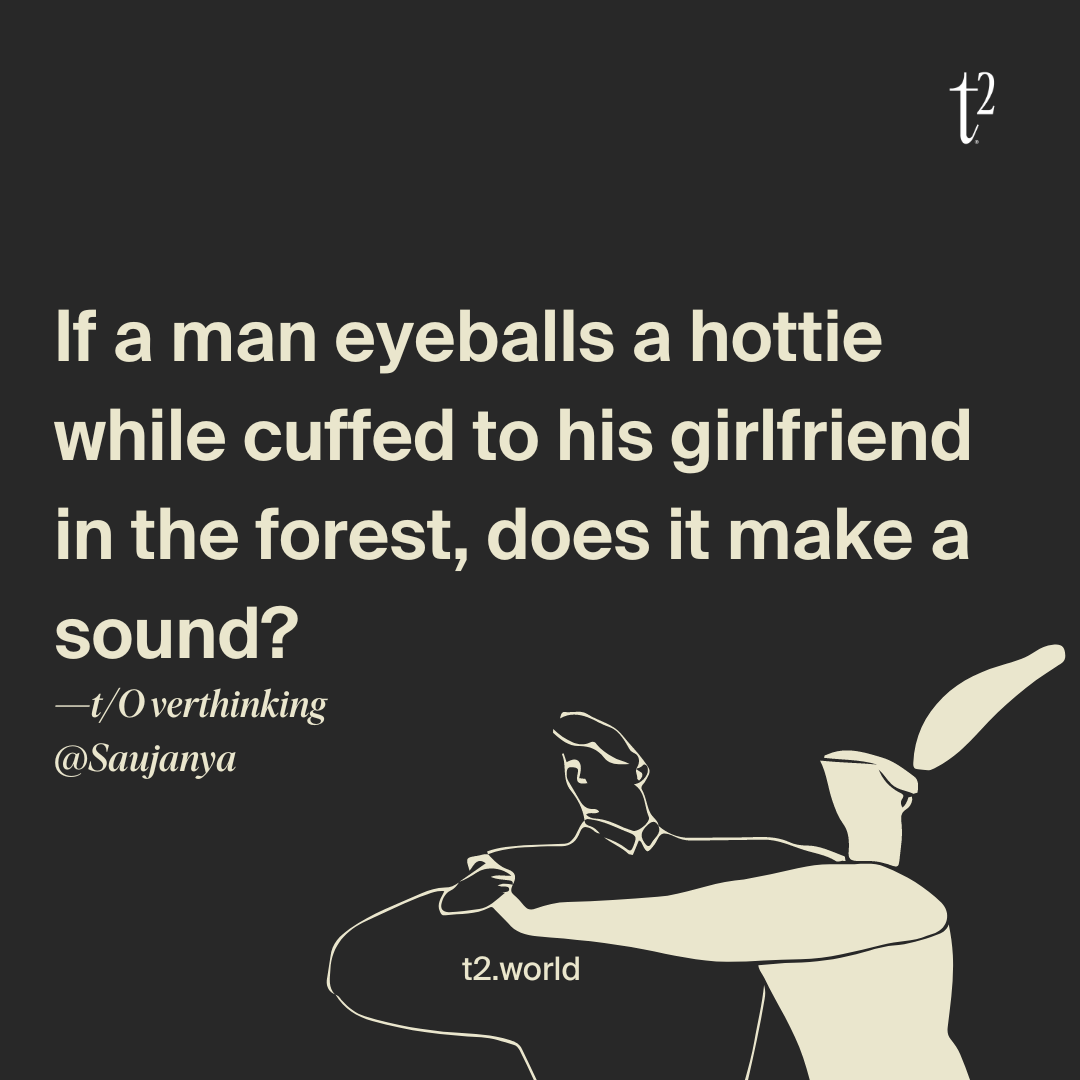 t2
If a man eyeballs a hottie
while cuffed to his girlfriend
in the forest, does it make a
sound?
—t/Overthinking
@Saujanya
t2.world